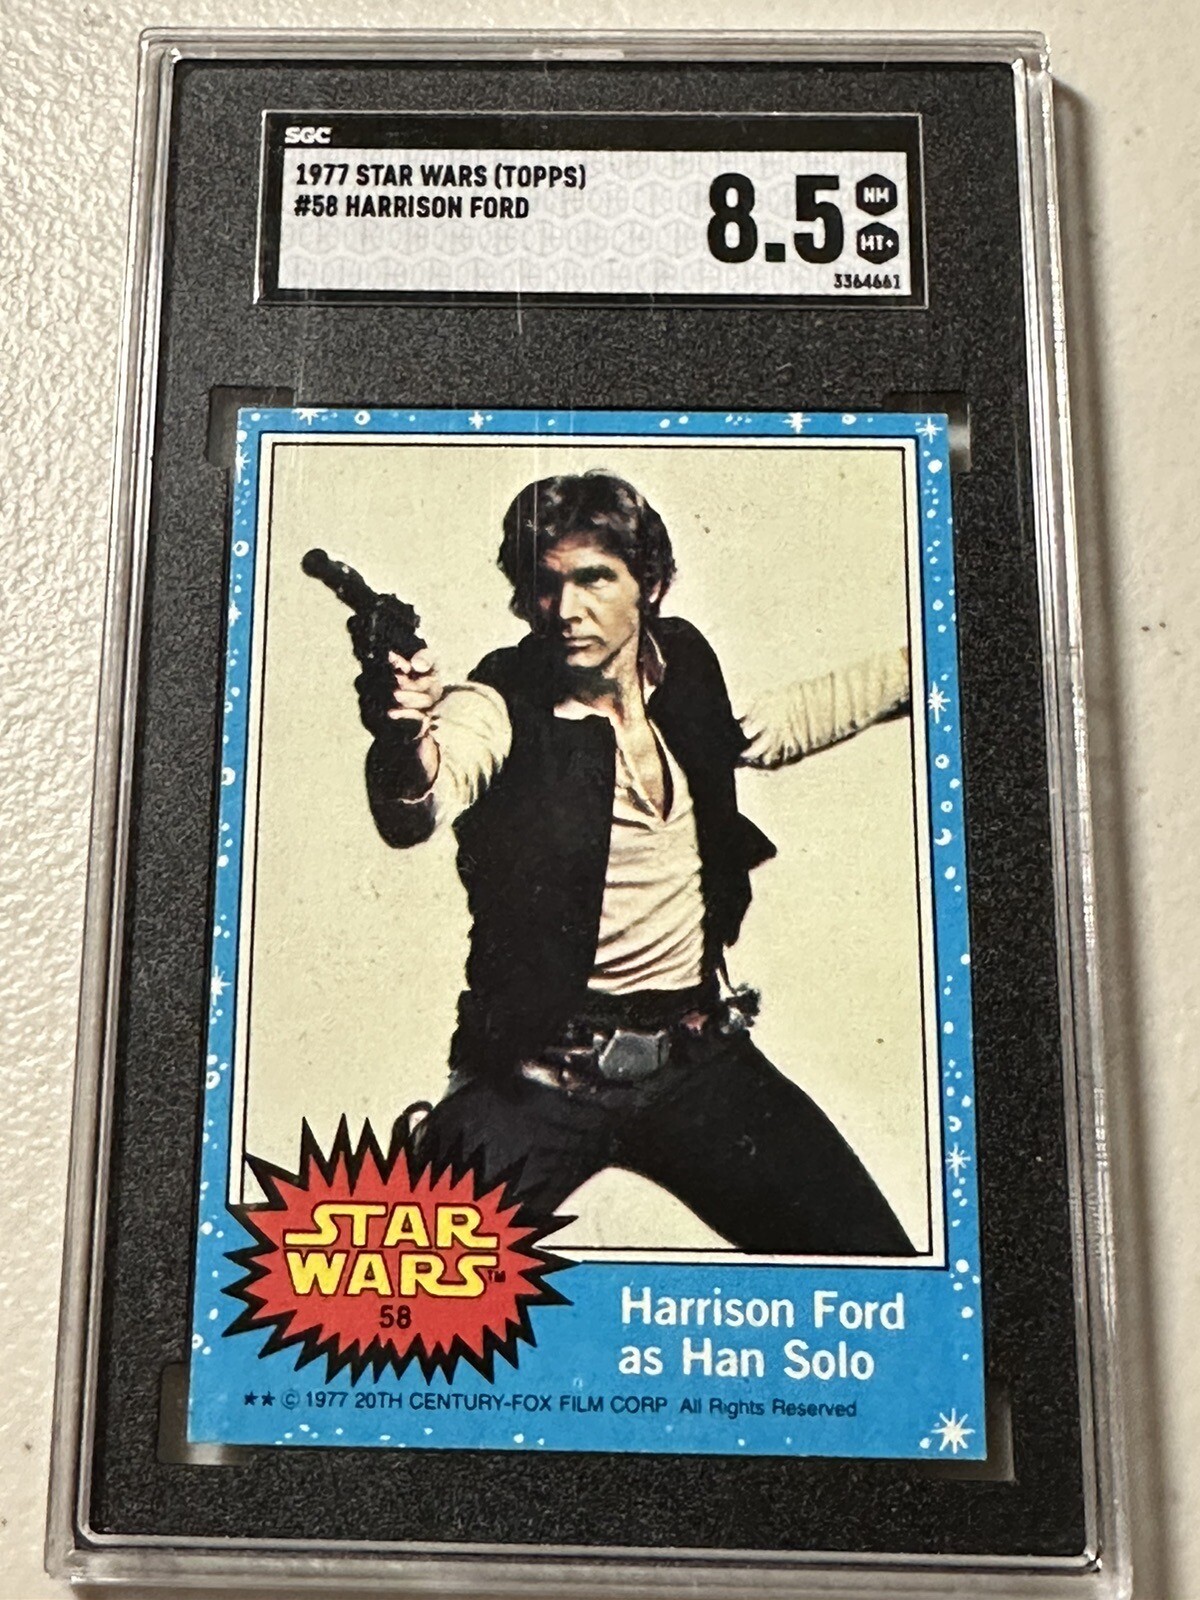 SGC
1977 STAR WARS (TOPPS)
#58 HARRISON FORD
8.5
NM
MT+
3364661
STAR
WARS™
58
Harrison Ford
as Han Solo
★★ © 1977 20TH CENTURY-FOX FILM CORP. All Rights Reserved